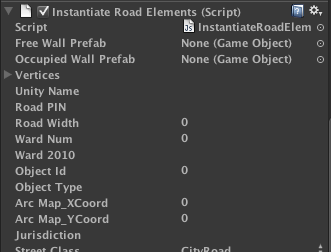 Instantiate Road Elements (Script)
Script InstantiateRoadElem
Free Wall Prefab None (Game Object)
Occupied Wall Prefab None (Game Object)
Vertices
Unity Name
Road PIN
Road Width 0
Ward Num 0
Ward 2010
Object Id 0
Object Type
Arc Map_XCoord 0
Arc Map_YCoord 0
Jurisdiction
Street Class CityRoad